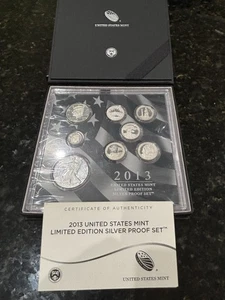 UNITED STATES MINT
2013
UNITED STATES MINT
LIMITED EDITION
SILVER PROOF SET™
CERTIFICATE OF AUTHENTICITY
2013 UNITED STATES MINT
LIMITED EDITION SILVER PROOF SET™
UNITED STATES MINT